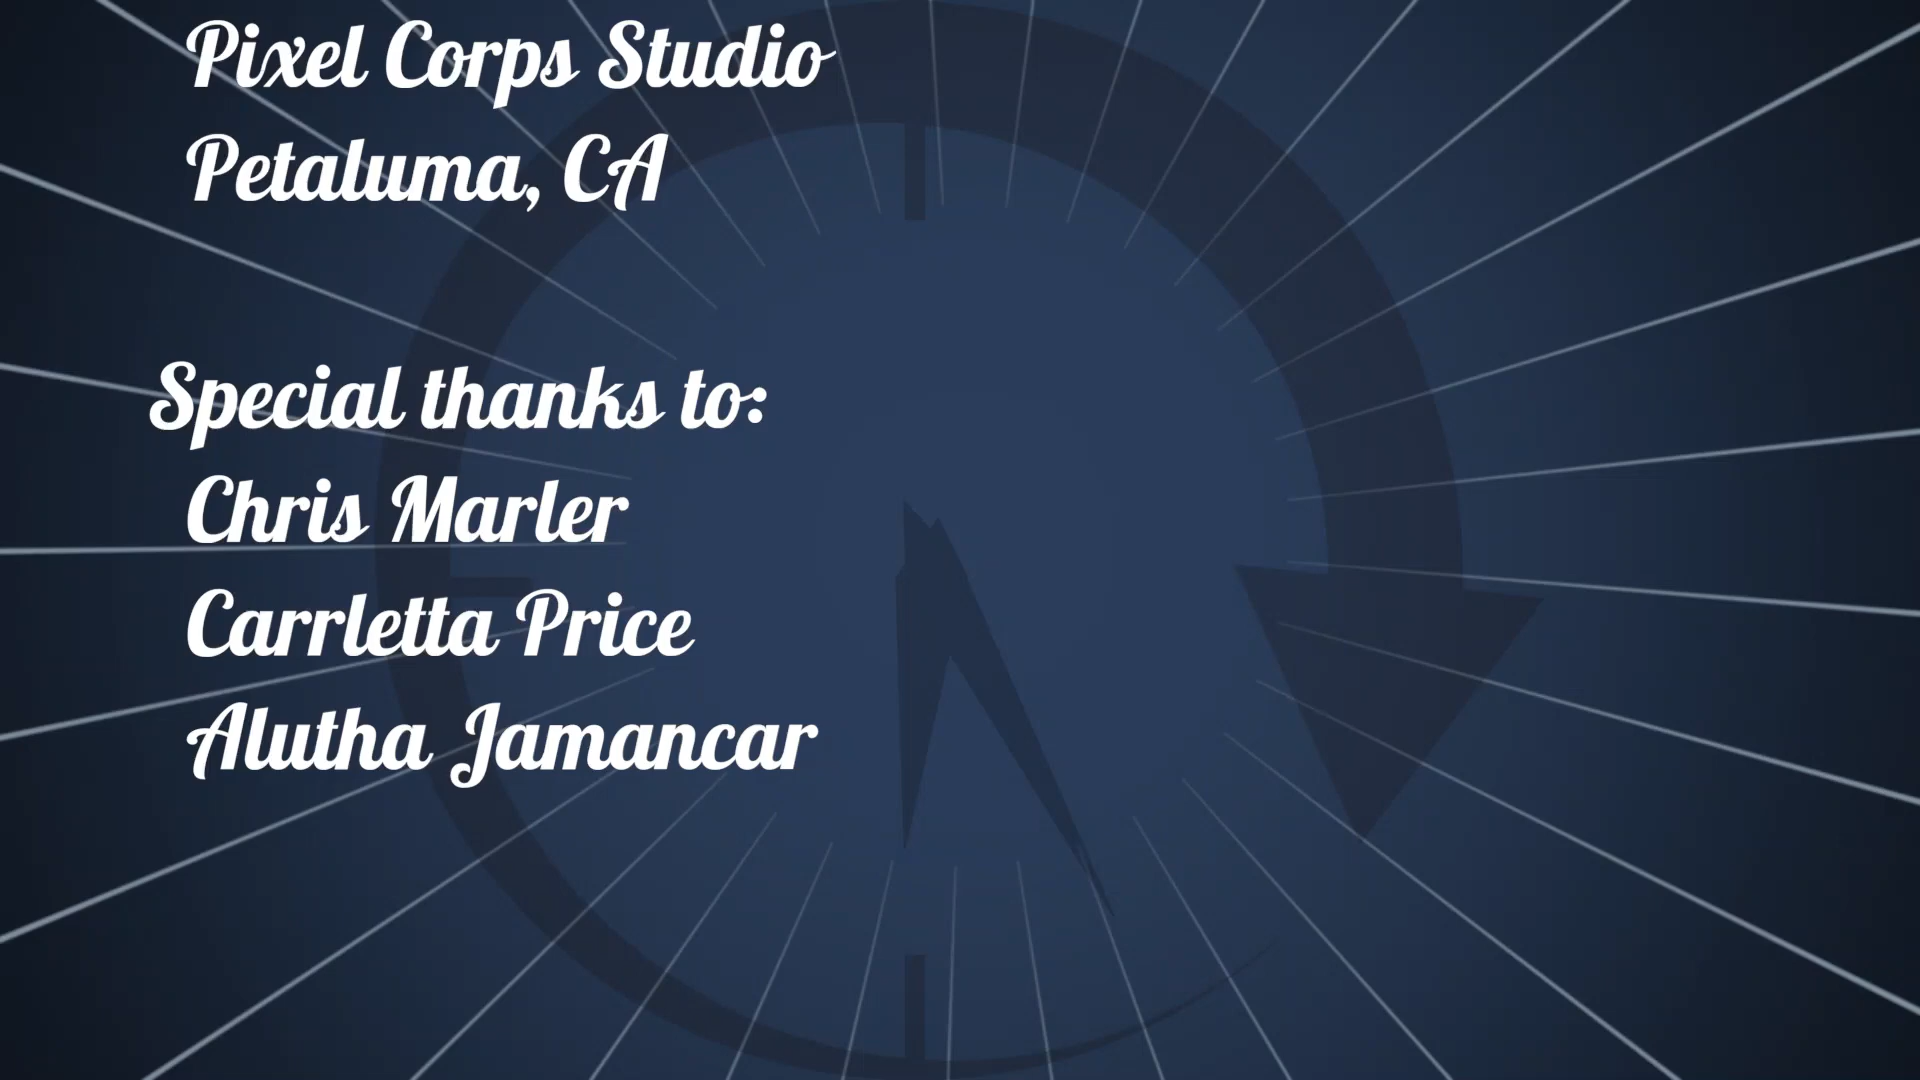 Pixel Corps Studio
Petaluma, CA
Special thanks to:
Chris Marler
Carrletta Price
Alutha Jamancar